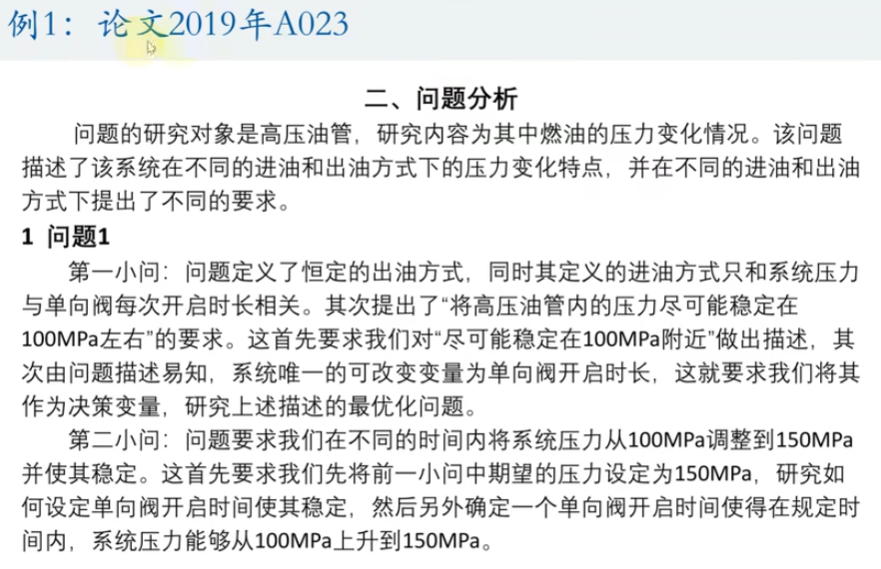 例1：论文2019年A023
二、问题分析
问题的研究对象是高压油管，研究内容为其中燃油的压力变化情况。该问题
描述了该系统在不同的进油和出油方式下的压力变化特点，并在不同的进油和出油
方式下提出了不同的要求。
1 问题1
第一小问：问题定义了恒定的出油方式，同时其定义的进油方式只和系统压力
与单向阀每次开启时长相关。其次提出了“将高压油管内的压力尽可能稳定在
100MPa左右”的要求。这首先要求我们对“尽可能稳定在100MPa附近”做出描述，其
次由问题描述易知，系统唯一的可改变变量为单向阀开启时长，这就要求我们将其
作为决策变量，研究上述描述的最优化问题。
第二小问：问题要求我们在不同的时间内将系统压力从100MPa调整到150MPa
并使其稳定。这首先要求我们先将前一小问中期望的压力设定为150MPa，研究如
何设定单向阀开启时间使其稳定，然后另外确定一个单向阀开启时间使得在规定时
间内，系统压力能够从100MPa上升到150MPa。